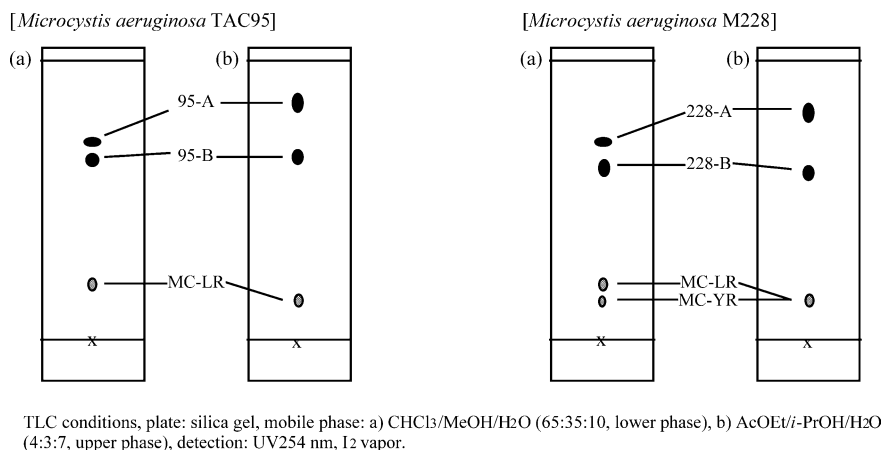 [Microcystis aeruginosa TAC95]
(a)
(b)
95-A
95-B
MC-LR
x
x
[Microcystis aeruginosa M228]
(a)
(b)
228-A
228-B
MC-LR
MC-YR
x
x
TLC conditions, plate: silica gel, mobile phase: a) CHCl3/MeOH/H2O (65:35:10, lower phase), b) AcOEt/i-PrOH/H2O
(4:3:7, upper phase), detection: UV254 nm, I2 vapor.